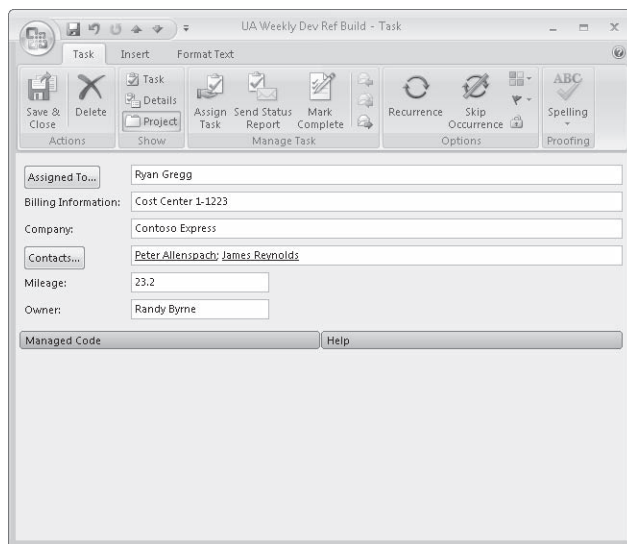 UA Weekly Dev Ref Build - Task
Task Insert Format Text
Save & Close
Delete
Task
Details
Project
Assign Task
Send Status Report
Mark Complete
Recurrence
Skip Occurrence
ABC
Spelling
Actions Show Manage Task Options Proofing
Assigned To... Ryan Gregg
Billing Information: Cost Center 1-1223
Company: Contoso Express
Contacts... Peter Allenspach; James Reynolds
Mileage: 23.2
Owner: Randy Byrne
Managed Code Help